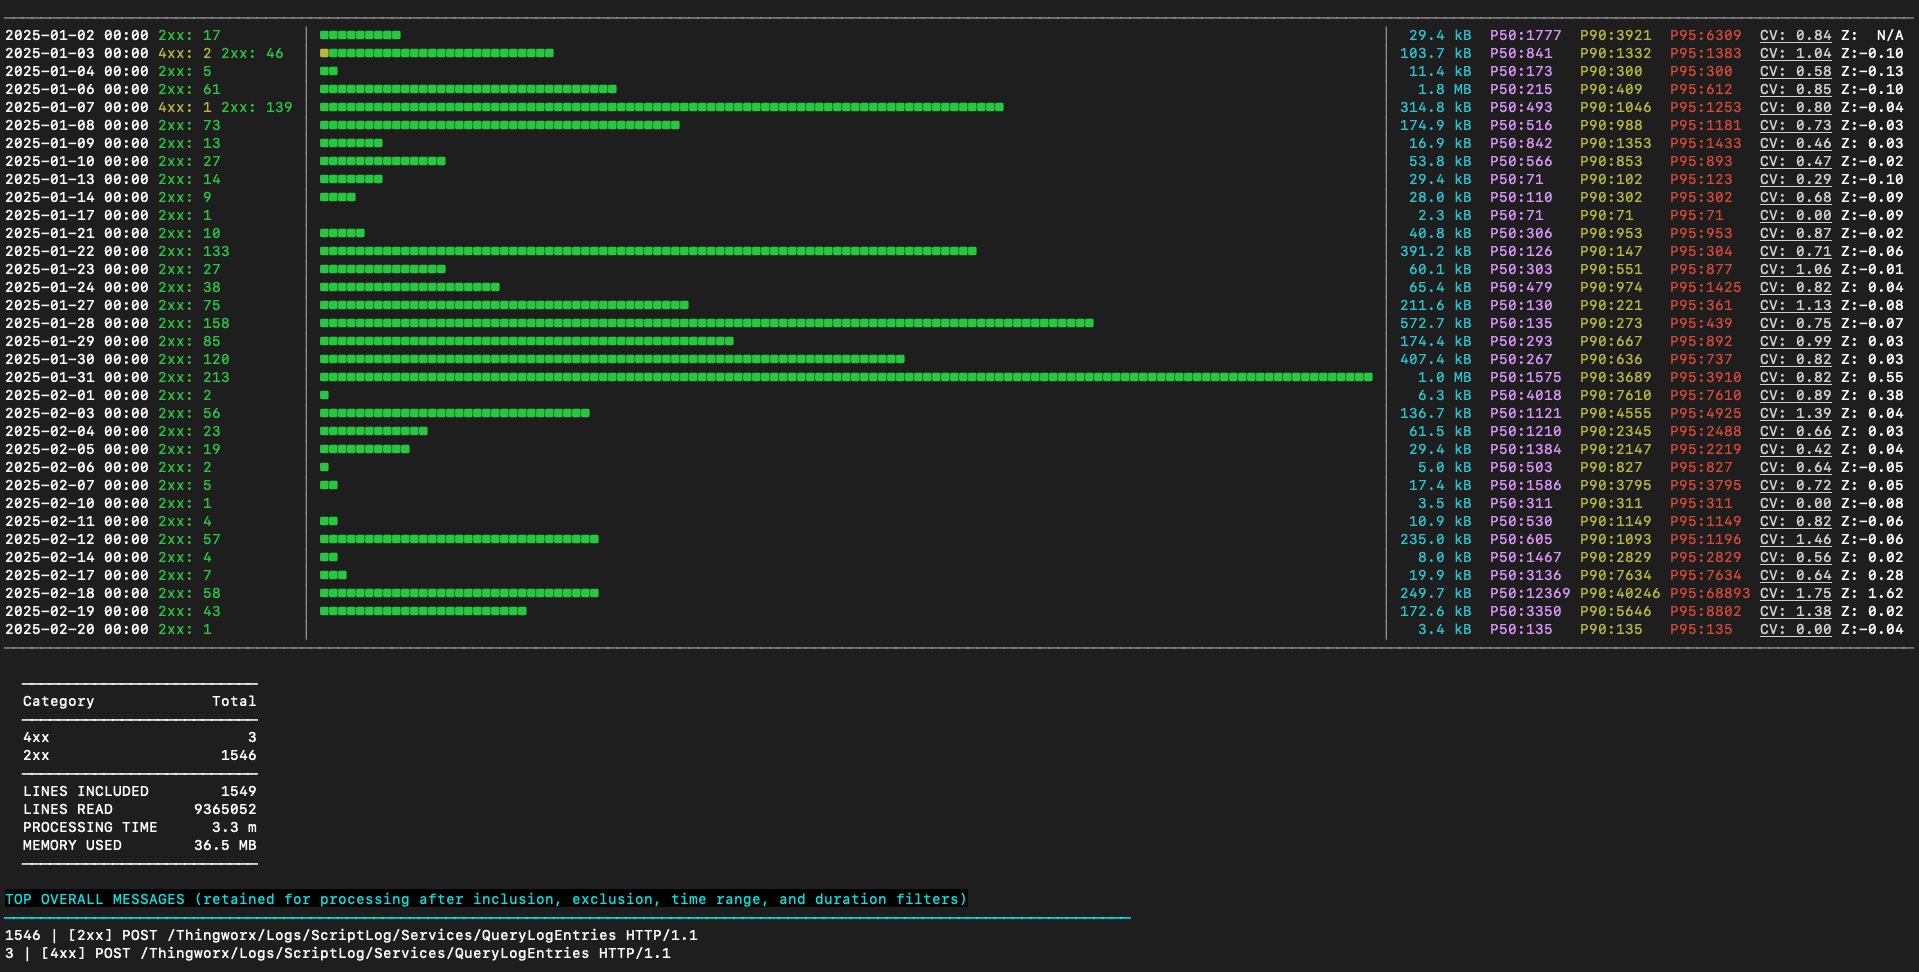 2025-01-02 00:00 2xx: 17 29.4 kB P50:1777 P90:3921 P95:6309 CV: 0.84 Z: N/A
2025-01-03 00:00 4xx: 2 2xx: 46 103.7 kB P50:841 P90:1332 P95:1383 CV: 1.04 Z:-0.10
2025-01-04 00:00 2xx: 5 11.4 kB P50:173 P90:300 P95:300 CV: 0.58 Z:-0.13
2025-01-06 00:00 2xx: 61 1.8 MB P50:215 P90:409 P95:612 CV: 0.85 Z:-0.10
2025-01-07 00:00 4xx: 1 2xx: 139 314.8 kB P50:493 P90:1046 P95:1253 CV: 0.80 Z:-0.04
2025-01-08 00:00 2xx: 73 174.9 kB P50:516 P90:988 P95:1181 CV: 0.73 Z:-0.03
2025-01-09 00:00 2xx: 13 16.9 kB P50:842 P90:1353 P95:1433 CV: 0.46 Z: 0.03
2025-01-10 00:00 2xx: 27 53.8 kB P50:566 P90:853 P95:893 CV: 0.47 Z:-0.02
2025-01-13 00:00 2xx: 14 29.4 kB P50:71 P90:102 P95:123 CV: 0.29 Z:-0.10
2025-01-14 00:00 2xx: 9 28.0 kB P50:110 P90:302 P95:302 CV: 0.68 Z:-0.09
2025-01-17 00:00 2xx: 1 2.3 kB P50:71 P90:71 P95:71 CV: 0.00 Z:-0.09
2025-01-21 00:00 2xx: 10 40.8 kB P50:306 P90:953 P95:953 CV: 0.87 Z:-0.02
2025-01-22 00:00 2xx: 133 391.2 kB P50:126 P90:147 P95:304 CV: 0.71 Z:-0.06
2025-01-23 00:00 2xx: 27 60.1 kB P50:303 P90:551 P95:877 CV: 1.06 Z:-0.01
2025-01-24 00:00 2xx: 38 65.4 kB P50:479 P90:974 P95:1425 CV: 0.82 Z: 0.04
2025-01-27 00:00 2xx: 75 211.6 kB P50:130 P90:221 P95:361 CV: 1.13 Z:-0.08
2025-01-28 00:00 2xx: 158 572.7 kB P50:135 P90:273 P95:439 CV: 0.75 Z:-0.07
2025-01-29 00:00 2xx: 85 174.4 kB P50:293 P90:667 P95:892 CV: 0.99 Z: 0.03
2025-01-30 00:00 2xx: 120 407.4 kB P50:267 P90:636 P95:737 CV: 0.82 Z: 0.03
2025-01-31 00:00 2xx: 213 1.0 MB P50:1575 P90:3689 P95:3910 CV: 0.82 Z: 0.55
2025-02-01 00:00 2xx: 2 6.3 kB P50:4018 P90:7610 P95:7610 CV: 0.89 Z: 0.38
2025-02-03 00:00 2xx: 56 136.7 kB P50:1121 P90:4555 P95:4925 CV: 1.39 Z: 0.04
2025-02-04 00:00 2xx: 23 61.5 kB P50:1210 P90:2345 P95:2488 CV: 0.66 Z: 0.03
2025-02-05 00:00 2xx: 19 29.4 kB P50:1384 P90:2147 P95:2219 CV: 0.42 Z: 0.04
2025-02-06 00:00 2xx: 2 5.0 kB P50:503 P90:827 P95:827 CV: 0.64 Z:-0.05
2025-02-07 00:00 2xx: 5 17.4 kB P50:1586 P90:3795 P95:3795 CV: 0.72 Z: 0.05
2025-02-10 00:00 2xx: 1 3.5 kB P50:311 P90:311 P95:311 CV: 0.00 Z:-0.08
2025-02-11 00:00 2xx: 4 10.9 kB P50:530 P90:1149 P95:1149 CV: 0.82 Z:-0.06
2025-02-12 00:00 2xx: 57 235.0 kB P50:605 P90:1093 P95:1196 CV: 1.46 Z:-0.06
2025-02-14 00:00 2xx: 4 8.0 kB P50:1467 P90:2829 P95:2829 CV: 0.56 Z: 0.02
2025-02-17 00:00 2xx: 7 19.9 kB P50:3136 P90:7634 P95:7634 CV: 0.64 Z: 0.28
2025-02-18 00:00 2xx: 58 249.7 kB P50:12369 P90:40246 P95:68893 CV: 1.75 Z: 1.62
2025-02-19 00:00 2xx: 43 172.6 kB P50:3350 P90:5646 P95:8802 CV: 1.38 Z: 0.02
2025-02-20 00:00 2xx: 1 3.4 kB P50:135 P90:135 P95:135 CV: 0.00 Z:-0.04
Category Total
4xx 3
2xx 1546
LINES INCLUDED 1549
LINES READ 9365052
PROCESSING TIME 3.3 m
MEMORY USED 36.5 MB
TOP OVERALL MESSAGES (retained for processing after inclusion, exclusion, time range, and duration filters)
1546 | [2xx] POST /Thingworx/Logs/ScriptLog/Services/QueryLogEntries HTTP/1.1
3 | [4xx] POST /Thingworx/Logs/ScriptLog/Services/QueryLogEntries HTTP/1.1